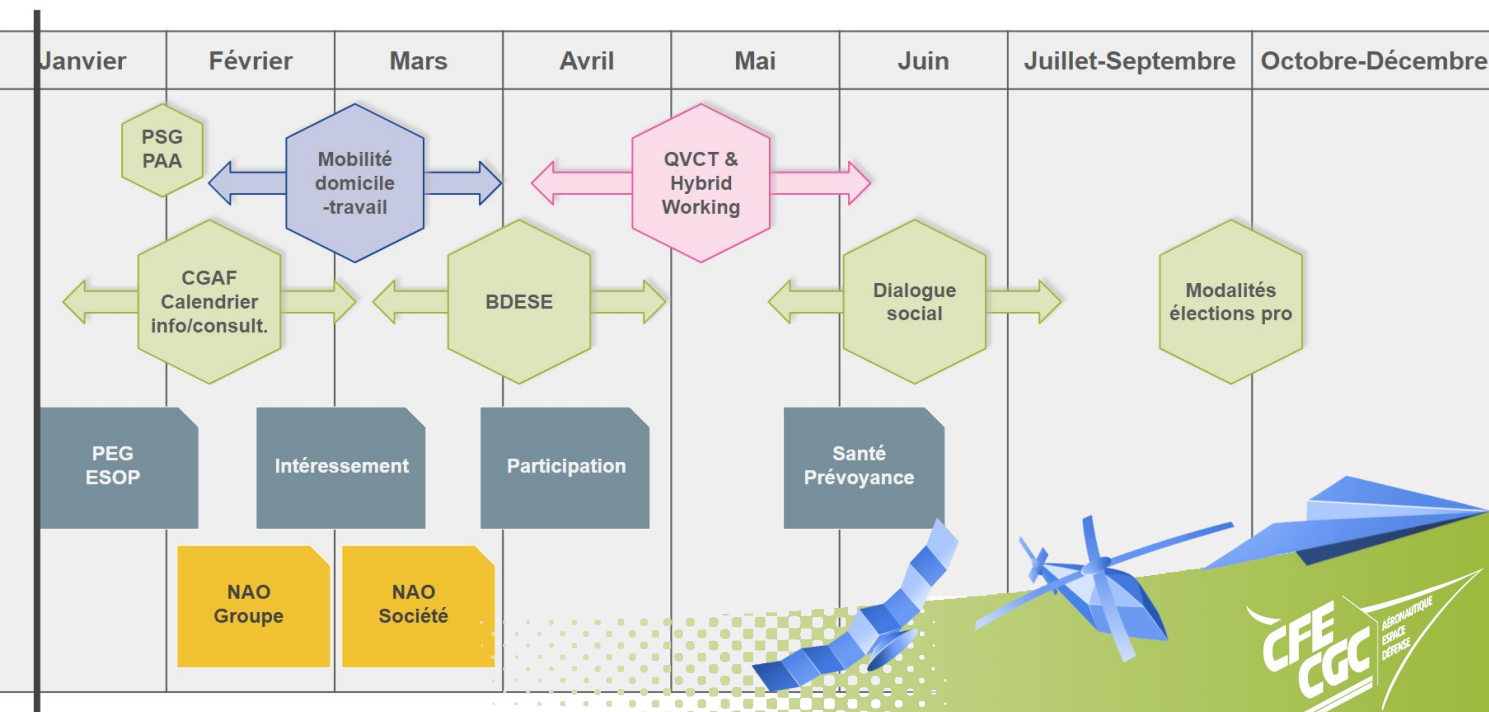 Janvier
Février
Mars
Avril
Mai
Juin
Juillet-Septembre
Octobre-Décembre
PSG
PAA
Mobilité
domicile
-travail
QVCT &
Hybrid
Working
CGAF
Calendrier
info/consult.
BDESE
Dialogue
social
Modalités
élections pro
PEG
ESOP
Intéressement
Participation
Santé
Prévoyance
NAO
Groupe
NAO
Société
CFE
CGC
AÉRONAUTIQUE
ESPACE
DÉFENSE